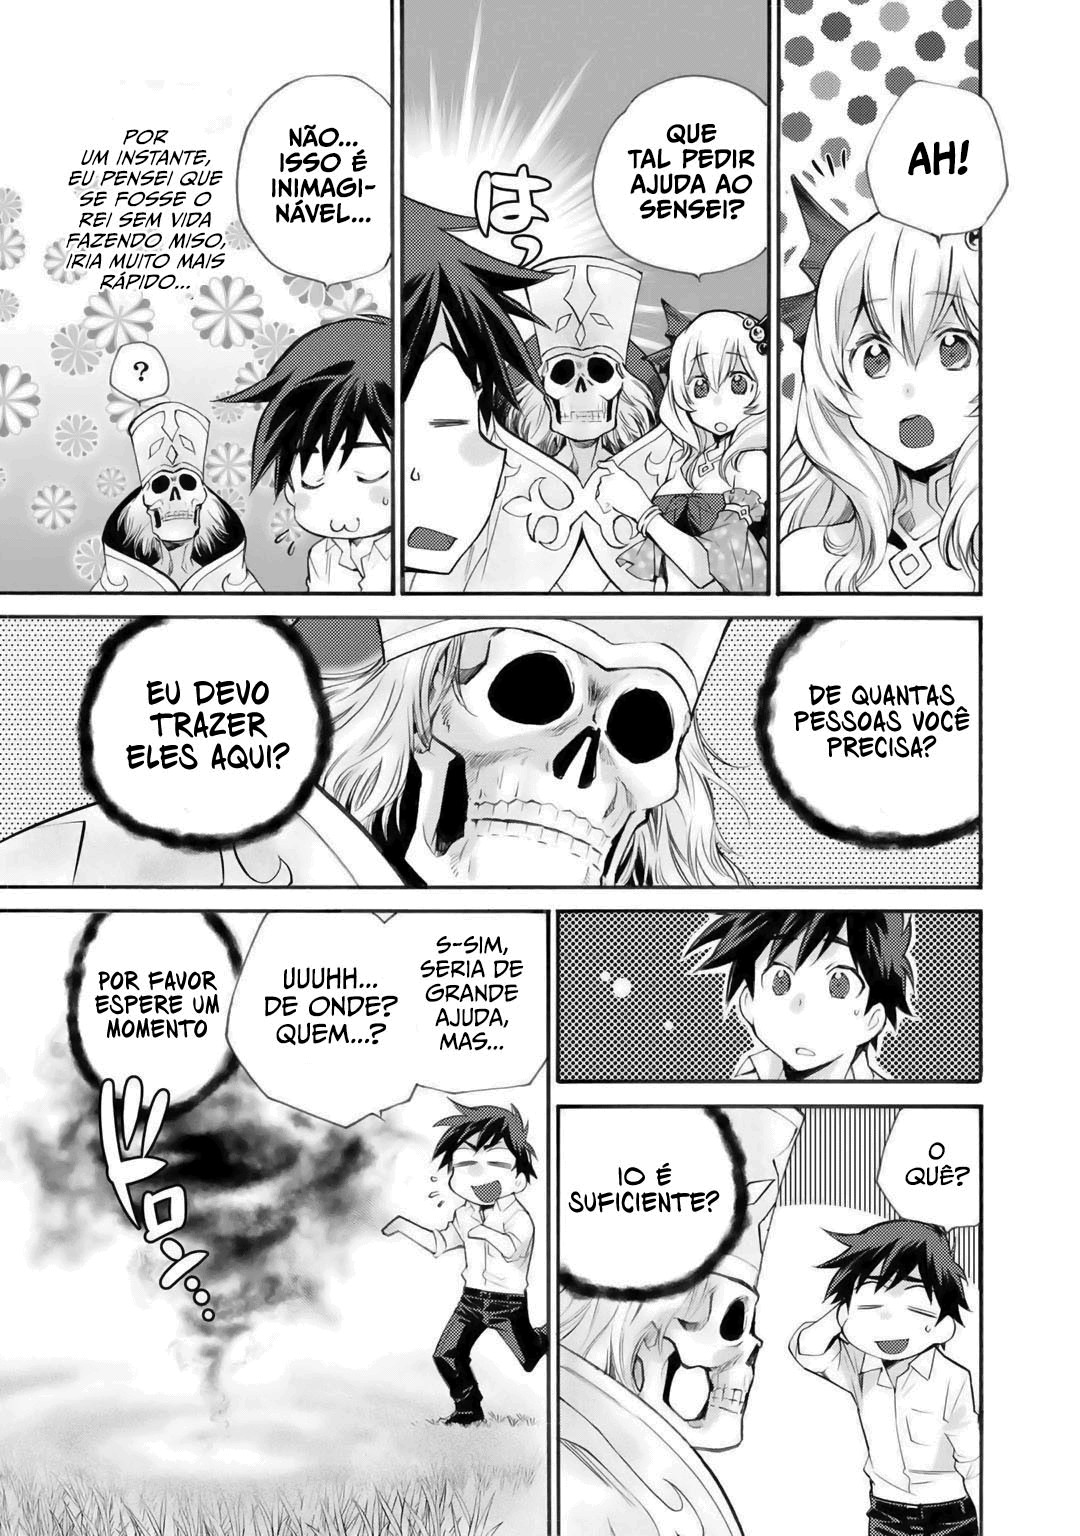 AH!
QUE
TAL PEDIR
AJUDA AO
SENSEI?
はっ
NÃO...
ISSO É
INIMAGI-
NÁVEL...
POR
UM INSTANTE,
EU PENSEI QUE
SE FOSSE O
REI SEM VIDA
FAZENDO MISO,
IRIA MUITO MAIS
RÁPIDO...
?
DE QUANTAS
PESSOAS VOCÊ
PRECISA?
EU DEVO
TRAZER
ELES AQUI?
O
QUÊ?
10 É
SUFICIENTE?
S-SIM,
SERIA DE
GRANDE
AJUDA,
MAS...
UUUHH...
DE ONDE?
QUEM...?
POR FAVOR
ESPERE UM
MOMENTO
ドロン…